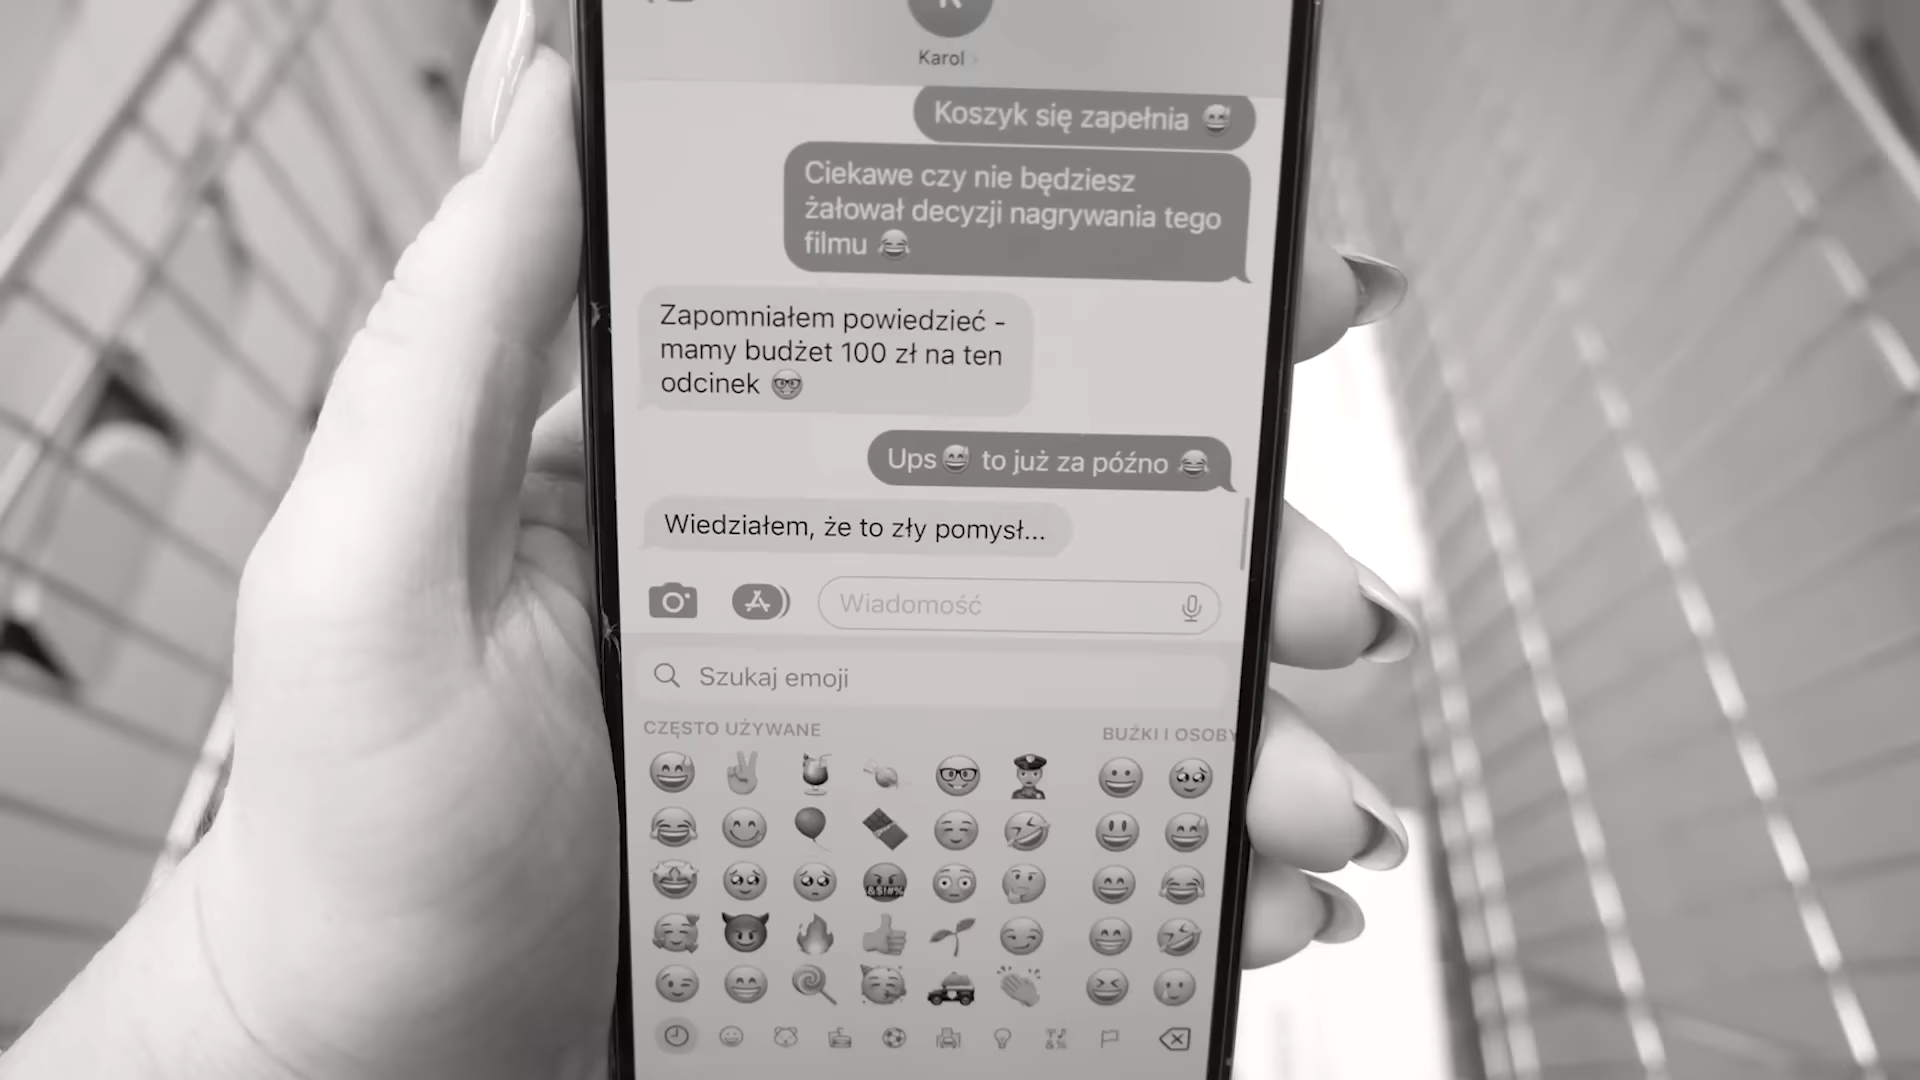 Karol
Koszyk się zapełnia 😅
Ciekawe czy nie będziesz
żałował decyzji nagrywania tego
filmu 😂
Zapomniałem powiedzieć -
mamy budżet 100 zł na ten
odcinek 🤓
Ups 😅 to już za późno 😂
Wiedziałem, że to zły pomysł...
Wiadomość
Szukaj emoji
CZĘSTO UŻYWANE
BUŹKI I OSOBY